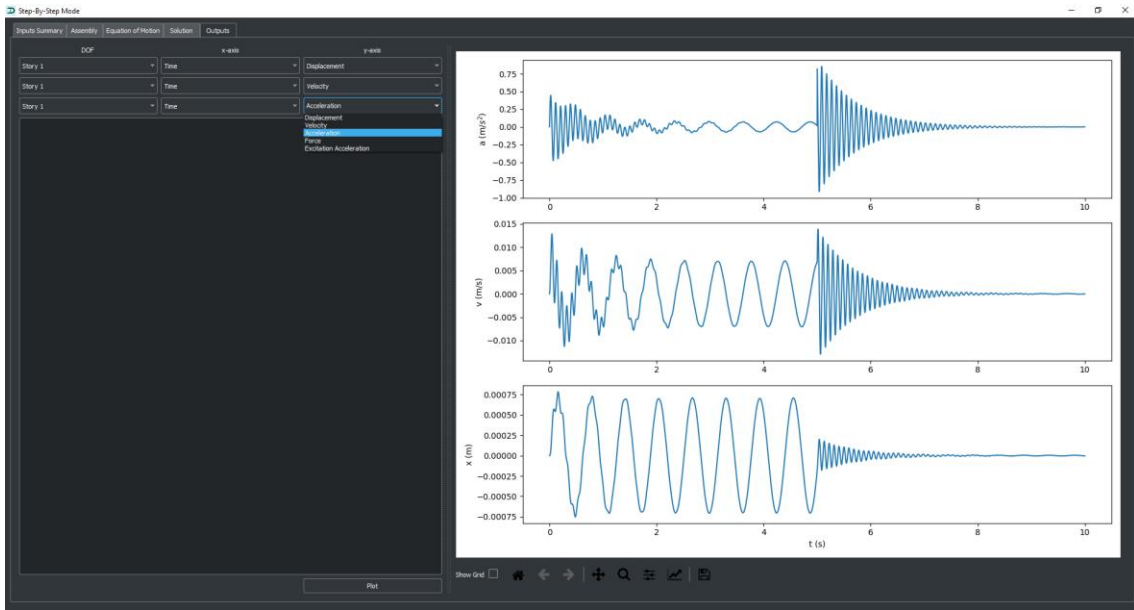 Step-By-Step Mode
Inputs Summary Assembly Equation of Motion Solution Outputs
DOF x-axis y-axis
Story 1 Time Displacement
Story 1 Time Velocity
Story 1 Time Acceleration
Displacement
Velocity
Acceleration
Force
Excitation Acceleration
Plot
a (m/s²)
0.75
0.50
0.25
0.00
−0.25
−0.50
−0.75
−1.00
0 2 4 6 8 10
v (m/s)
0.015
0.010
0.005
0.000
−0.005
−0.010
0 2 4 6 8 10
x (m)
0.00075
0.00050
0.00025
0.00000
−0.00025
−0.00050
−0.00075
0 2 4 6 8 10
t (s)
Show Grid